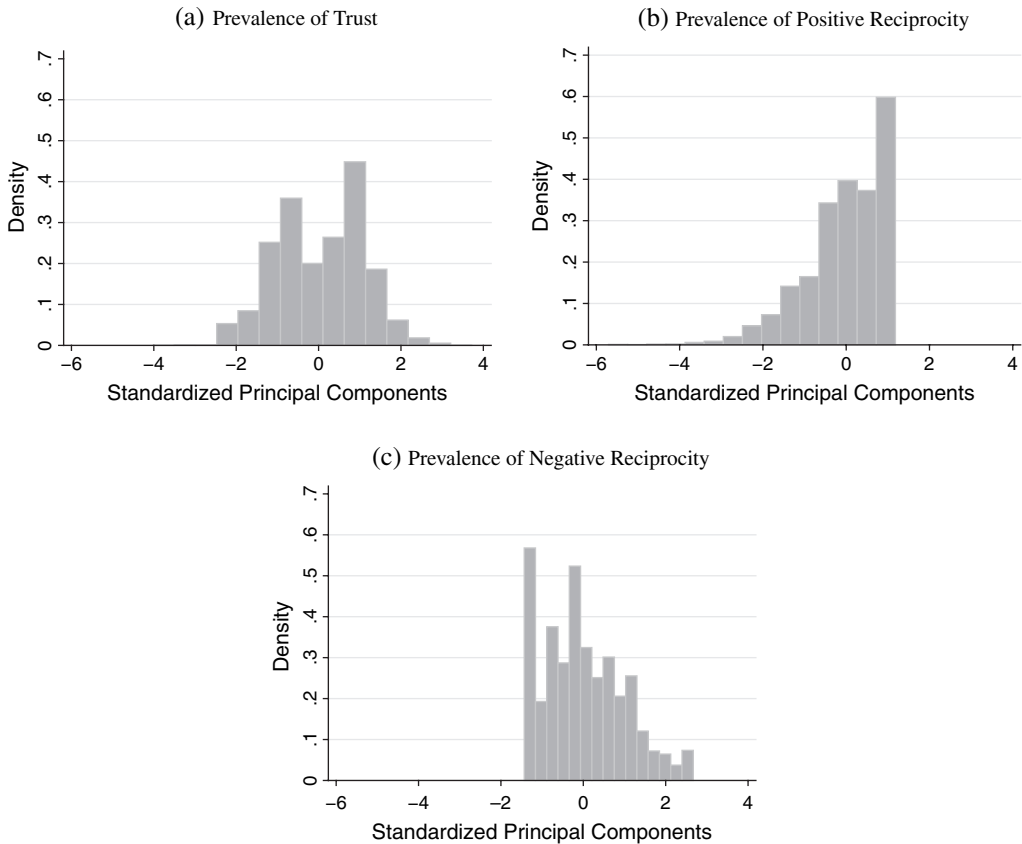 (a) Prevalence of Trust
.7
.6
.5
.4
.3
.2
.1
0
Density
−6 −4 −2 0 2 4
Standardized Principal Components
(b) Prevalence of Positive Reciprocity
.7
.6
.5
.4
.3
.2
.1
0
Density
−6 −4 −2 0 2 4
Standardized Principal Components
(c) Prevalence of Negative Reciprocity
.7
.6
.5
.4
.3
.2
.1
0
Density
−6 −4 −2 0 2 4
Standardized Principal Components